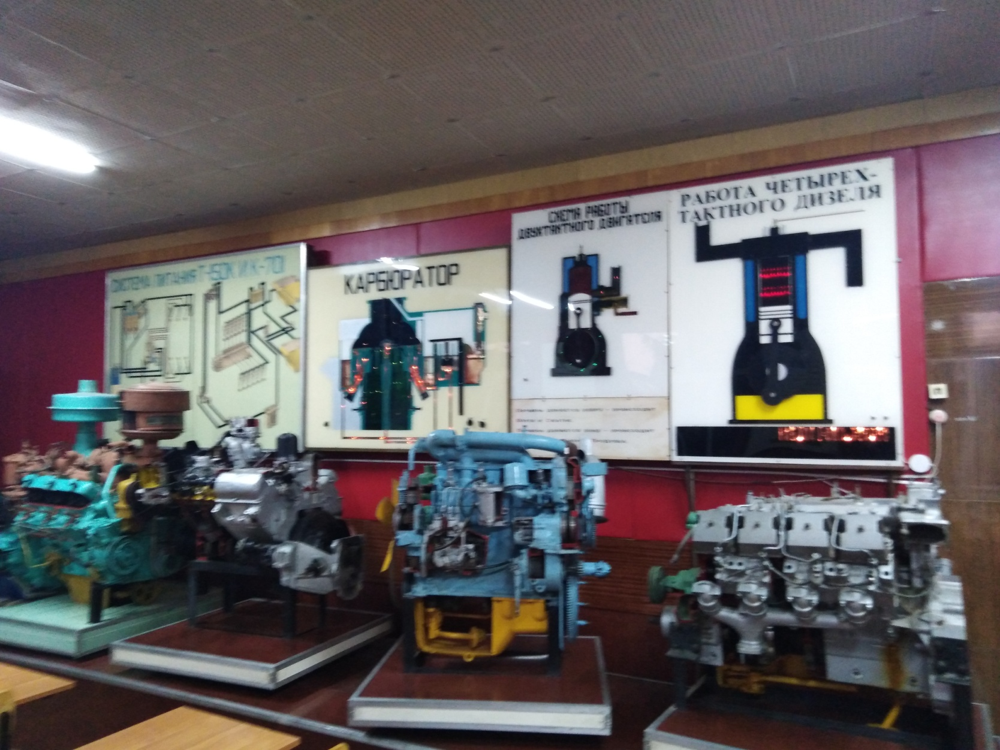 СИСТЕМА ПИТАНИЯ Т-150К И К-701
КАРБЮРАТОР
СХЕМА РАБОТЫ
ДВУХТАКТНОГО ДВИГАТЕЛЯ
РАБОТА ЧЕТЫРЕХ-
ТАКТНОГО ДИЗЕЛЯ